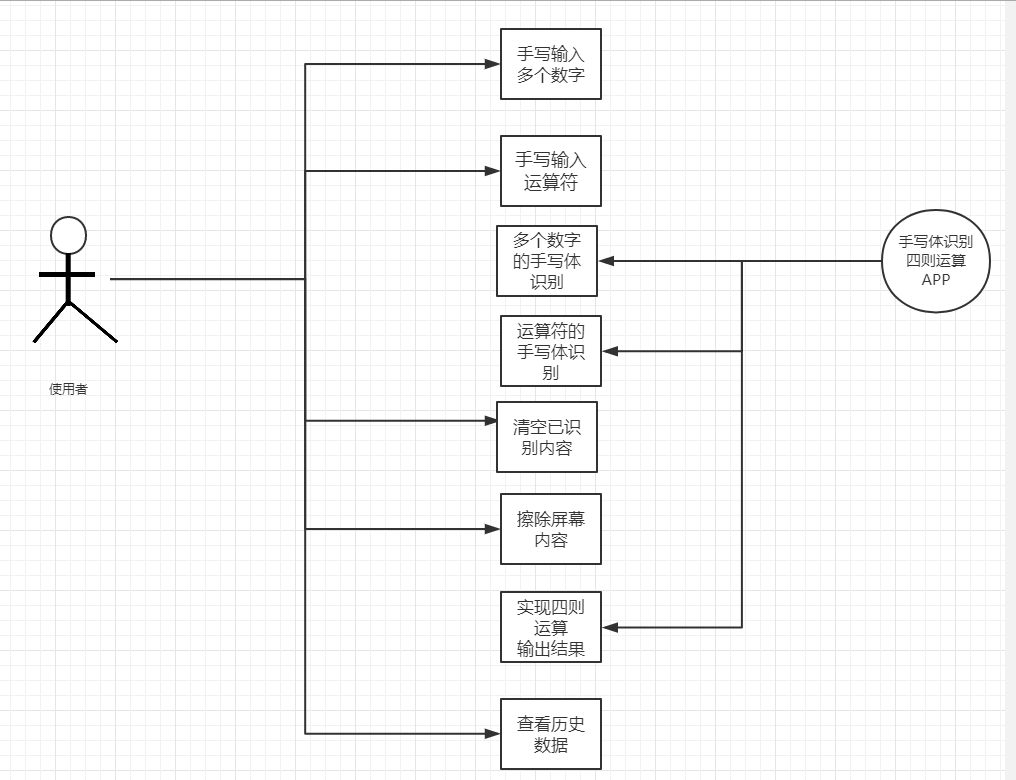 手写输入
多个数字
手写输入
运算符
多个数字
的手写体
识别
手写体识别
四则运算
APP
运算符的
手写体识
别
使用者
清空已识
别内容
擦除屏幕
内容
实现四则
运算
输出结果
查看历史
数据